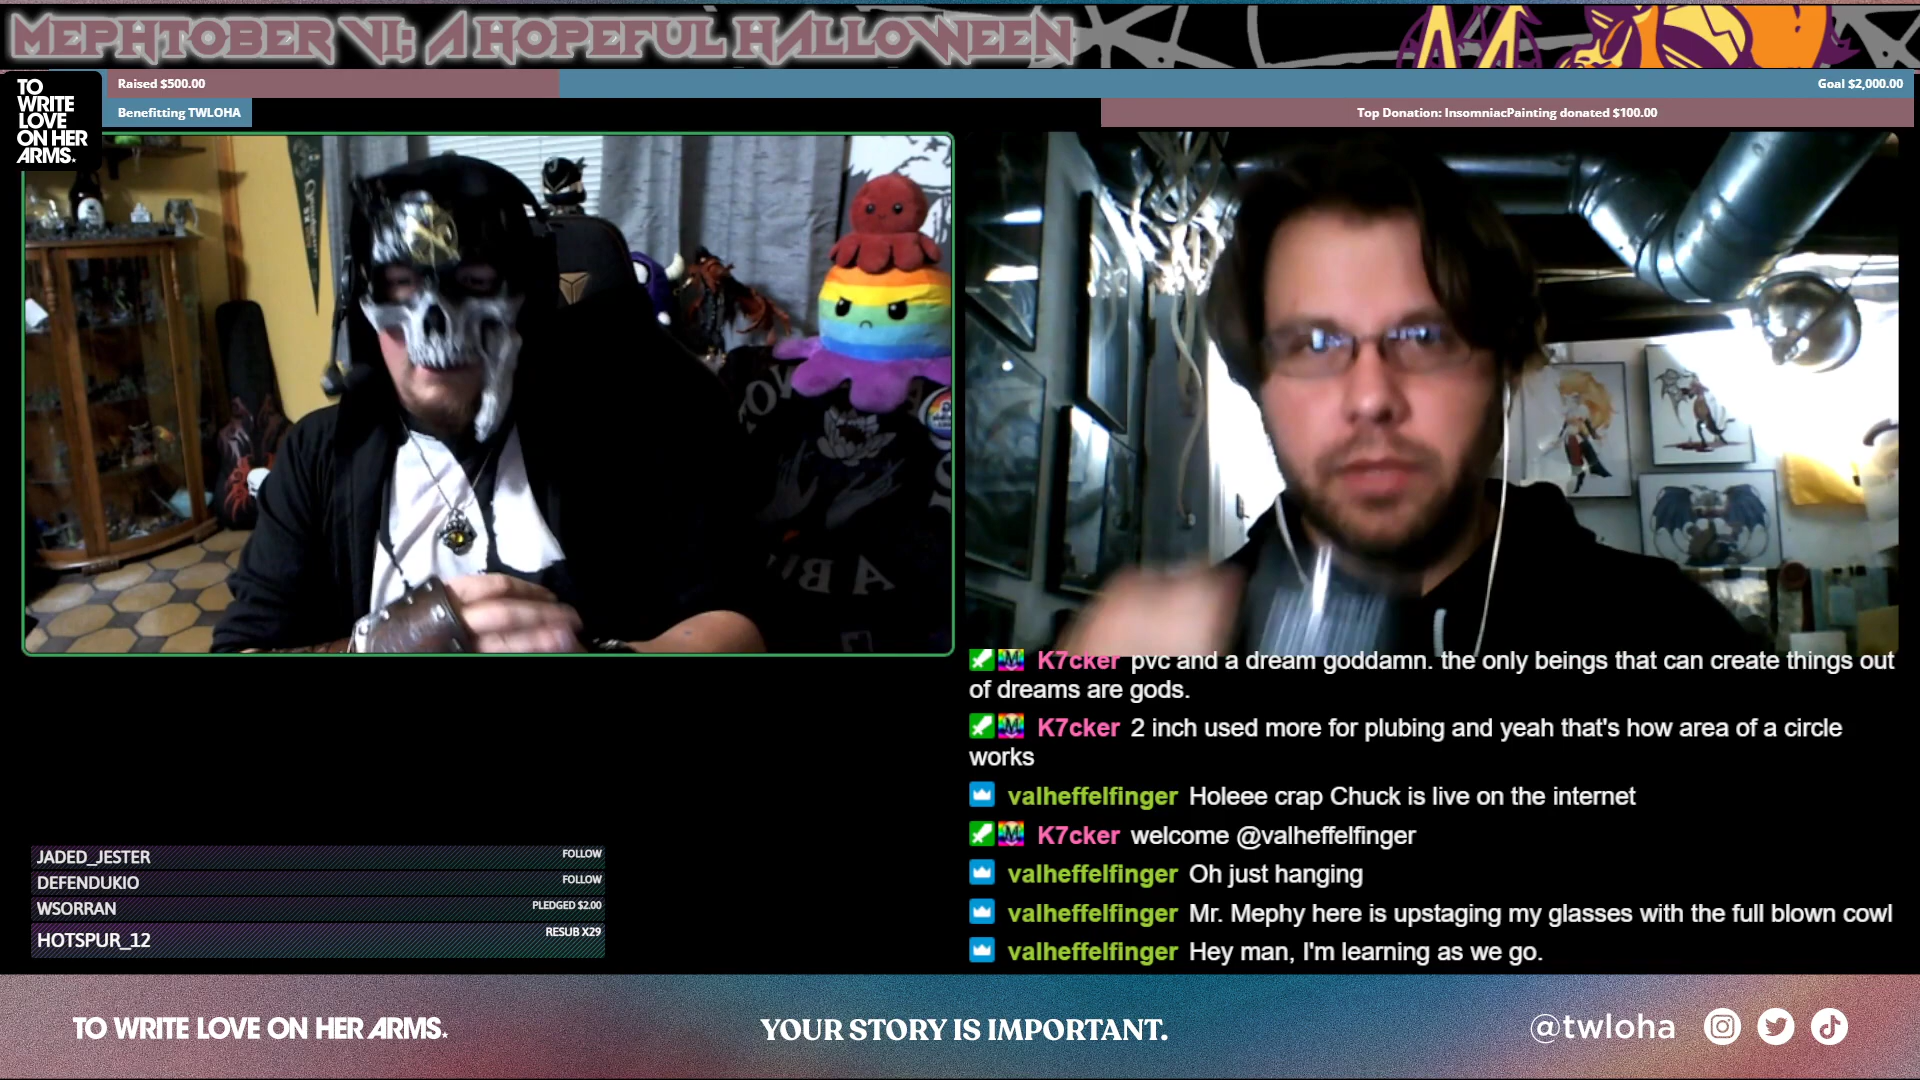 MEPHTOBER VI: A HOPEFUL HALLOWEEN
TO
WRITE
LOVE
ON HER
ARMS.
Raised $500.00
Goal $2,000.00
Benefitting TWLOHA
Top Donation: InsomniacPainting donated $100.00
K7cker pvc and a dream goddamn. the only beings that can create things out
of dreams are gods.
K7cker 2 inch used more for plubing and yeah that's how area of a circle
works
valheffelfinger Holeee crap Chuck is live on the internet
K7cker welcome @valheffelfinger
valheffelfinger Oh just hanging
valheffelfinger Mr. Mephy here is upstaging my glasses with the full blown cowl
valheffelfinger Hey man, I'm learning as we go.
JADED_JESTER FOLLOW
DEFENDUKIO FOLLOW
WSORRAN PLEDGED $2.00
HOTSPUR_12 RESUB X29
TO WRITE LOVE ON HER ARMS.
YOUR STORY IS IMPORTANT.
@twloha